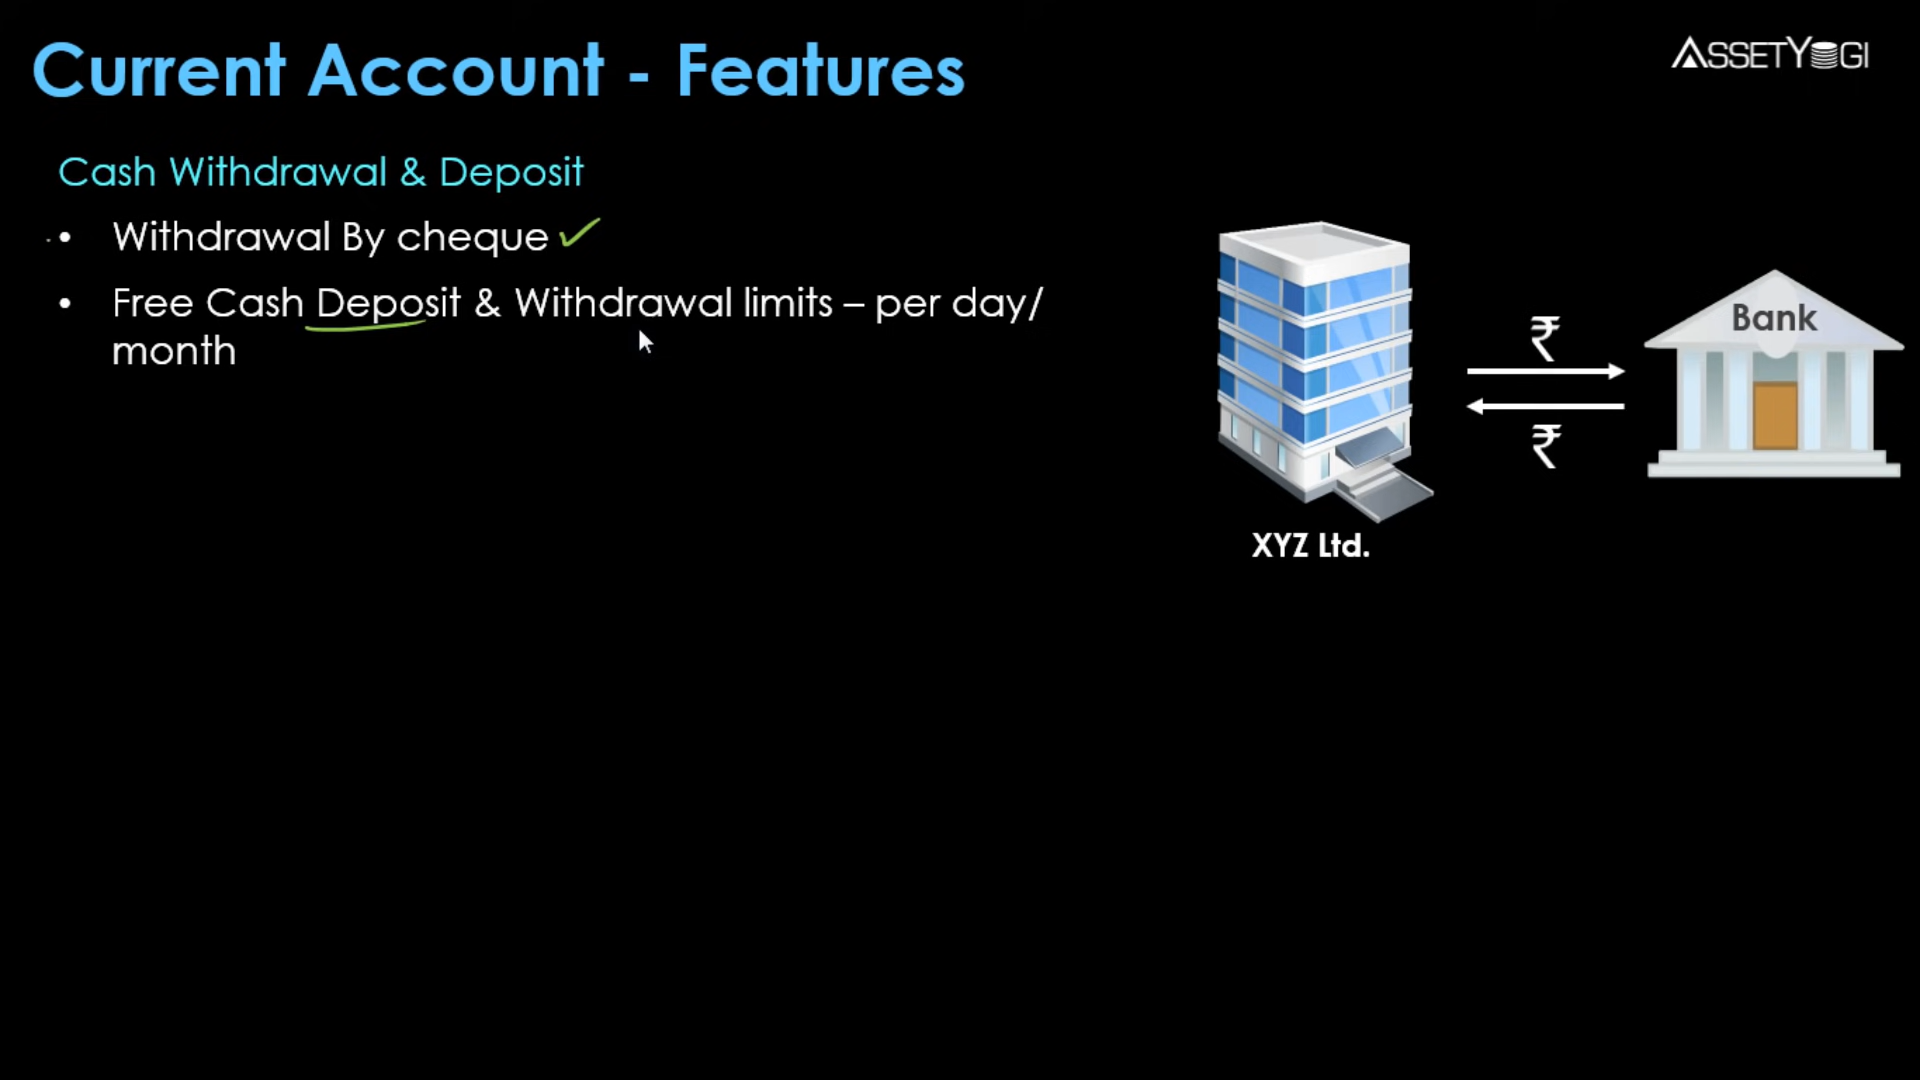 Current Account - Features
ASSETYOGI
Cash Withdrawal & Deposit
• Withdrawal By cheque ✓
• Free Cash Deposit & Withdrawal limits – per day/
month
₹
Bank
₹
XYZ Ltd.